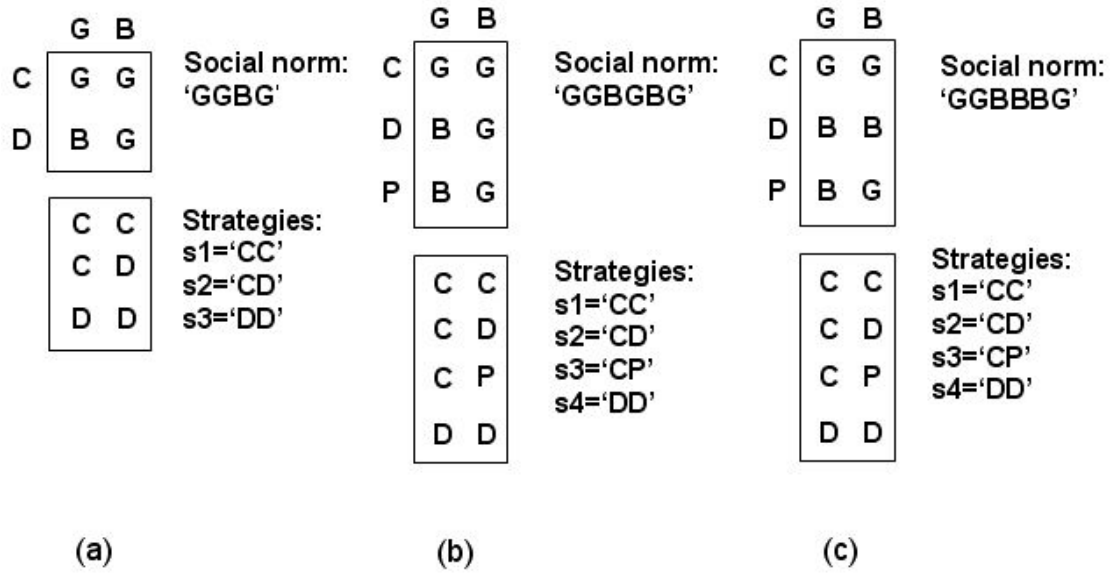 G B
C G G
D B G
Social norm:
'GGBG'
C C
C D
D D
Strategies:
s1='CC'
s2='CD'
s3='DD'
(a)
G B
C G G
D B G
P B G
Social norm:
'GGBGBG'
C C
C D
C P
D D
Strategies:
s1='CC'
s2='CD'
s3='CP'
s4='DD'
(b)
G B
C G G
D B B
P B G
Social norm:
'GGBBBG'
C C
C D
C P
D D
Strategies:
s1='CC'
s2='CD'
s3='CP'
s4='DD'
(c)